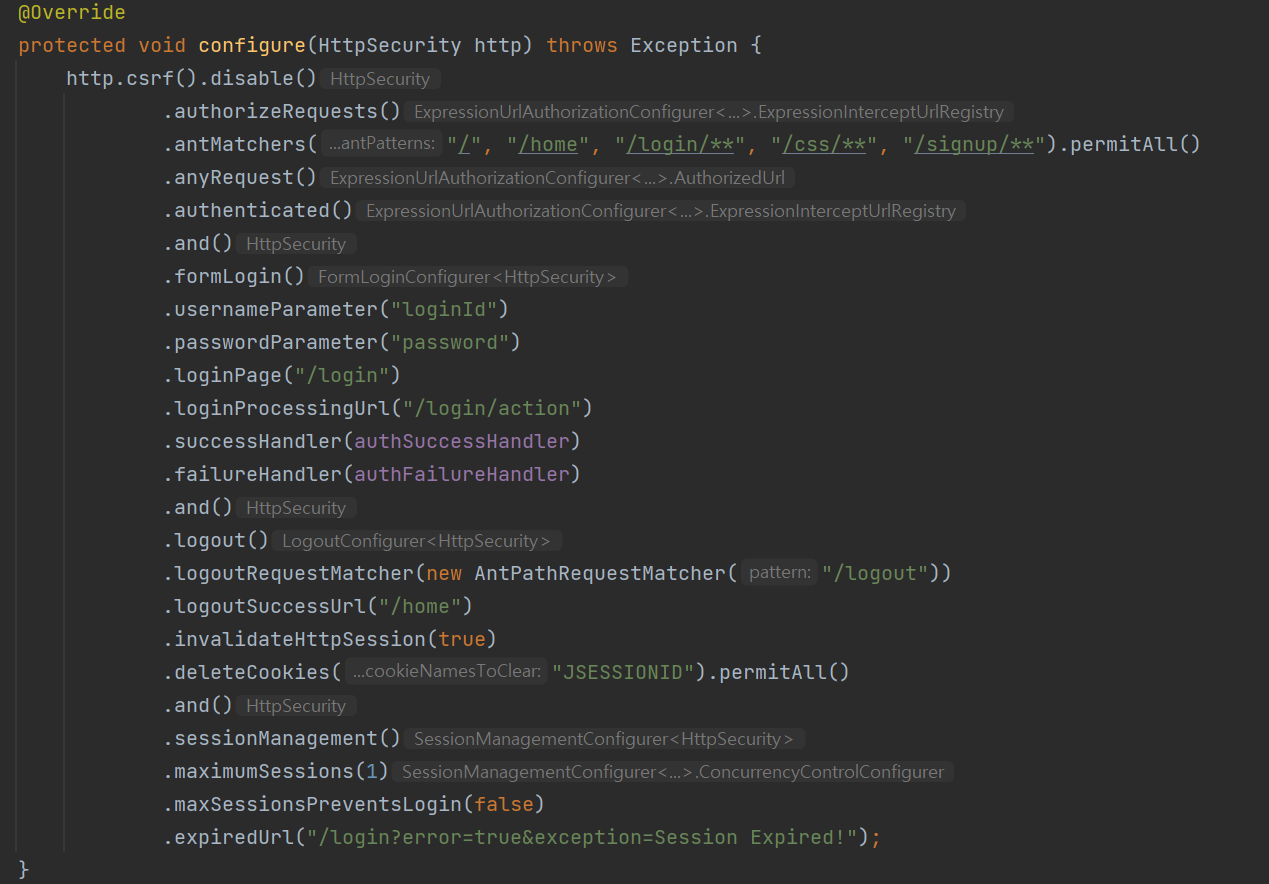 @Override
protected void configure(HttpSecurity http) throws Exception {
http.csrf().disable() HttpSecurity
.authorizeRequests() ExpressionUrlAuthorizationConfigurer<...>.ExpressionInterceptUrlRegistry
.antMatchers( ...antPatterns: "/", "/home", "/login/**", "/css/**", "/signup/**").permitAll()
.anyRequest() ExpressionUrlAuthorizationConfigurer<...>.AuthorizedUrl
.authenticated() ExpressionUrlAuthorizationConfigurer<...>.ExpressionInterceptUrlRegistry
.and() HttpSecurity
.formLogin() FormLoginConfigurer<HttpSecurity>
.usernameParameter("loginId")
.passwordParameter("password")
.loginPage("/login")
.loginProcessingUrl("/login/action")
.successHandler(authSuccessHandler)
.failureHandler(authFailureHandler)
.and() HttpSecurity
.logout() LogoutConfigurer<HttpSecurity>
.logoutRequestMatcher(new AntPathRequestMatcher( pattern: "/logout"))
.logoutSuccessUrl("/home")
.invalidateHttpSession(true)
.deleteCookies( ...cookieNamesToClear: "JSESSIONID").permitAll()
.and() HttpSecurity
.sessionManagement() SessionManagementConfigurer<HttpSecurity>
.maximumSessions(1) SessionManagementConfigurer<...>.ConcurrencyControlConfigurer
.maxSessionsPreventsLogin(false)
.expiredUrl("/login?error=true&exception=Session Expired!");
}